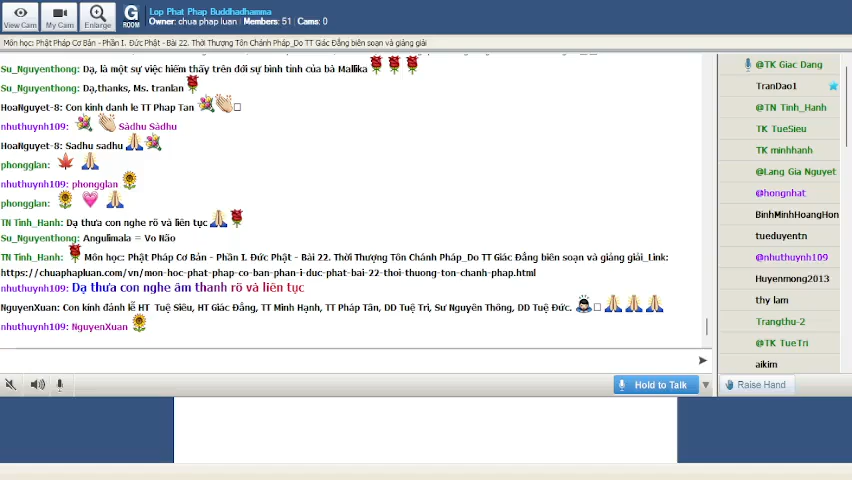 Lop Phat Phap Buddhadhamma
Owner: chua phap luan / Members: 51 | Cams: 0
View Cam
My Cam
Enlarge
G ROOM
Môn học: Phật Pháp Cơ Bản - Phần I. Đức Phật - Bài 22. Thời Thượng Tôn Chánh Pháp_Do TT Giác Đẳng biên soạn và giảng giải
Su_Nguyenthong: Dạ, là một sự việc hiếm thấy trên đời sự bình tỉnh của bà Mallika
Su_Nguyenthong: Dạ,thanks, Ms. tranlan
HoaNguyet-8: Con kinh danh le TT Phap Tan
nhuthuynh109: Sàdhu Sàdhu
HoaNguyet-8: Sadhu sadhu
phongglan:
nhuthuynh109: phongglan
phongglan:
TN Tinh_Hanh: Dạ thưa con nghe rõ và liên tục
Su_Nguyenthong: Angulimala = Vo Não
TN Tinh_Hanh: Môn học: Phật Pháp Cơ Bản - Phần I. Đức Phật - Bài 22. Thời Thượng Tôn Chánh Pháp_Do TT Giác Đẳng biên soạn và giảng giải_Link:
https://chuaphapluan.com/vn/mon-hoc-phat-phap-co-ban-phan-i-duc-phat-bai-22-thoi-thuong-ton-chanh-phap.html
nhuthuynh109: Dạ thưa con nghe âm thanh rõ và liên tục
NguyenXuan: Con kính đảnh lễ HT Tuệ Siêu, HT Giác Đẳng, TT Minh Hạnh, TT Pháp Tân, DD Tuệ Trí, Sư Nguyên Thông, DD Tuệ Đức.
nhuthuynh109: NguyenXuan
Hold to Talk
@TK Giac Dang
TranDao1
@TN Tinh_Hanh
TK TueSieu
TK minhhanh
@Lang Gia Nguyet
@hongnhat
BinhMinhHoangHon
tueduyentn
@nhuthuynh109
Huyenmong2013
thy lam
Trangthu-2
@TK TueTri
aikim
Raise Hand